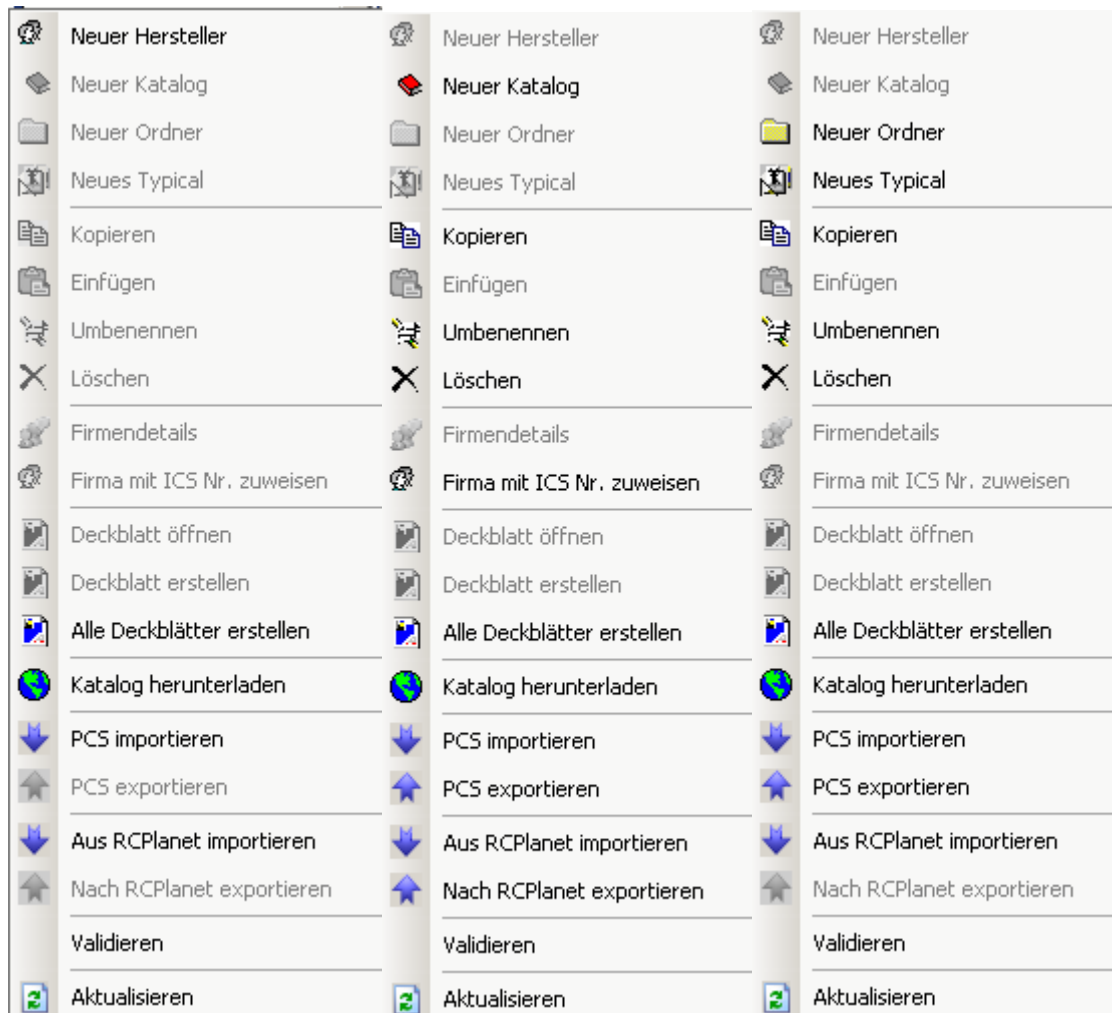 Neuer Hersteller
Neuer Katalog
Neuer Ordner
Neues Typical
Kopieren
Einfügen
Umbenennen
Löschen
Firmendetails
Firma mit ICS Nr. zuweisen
Deckblatt öffnen
Deckblatt erstellen
Alle Deckblätter erstellen
Katalog herunterladen
PCS importieren
PCS exportieren
Aus RCPlanet importieren
Nach RCPlanet exportieren
Validieren
Aktualisieren
Neuer Hersteller
Neuer Katalog
Neuer Ordner
Neues Typical
Kopieren
Einfügen
Umbenennen
Löschen
Firmendetails
Firma mit ICS Nr. zuweisen
Deckblatt öffnen
Deckblatt erstellen
Alle Deckblätter erstellen
Katalog herunterladen
PCS importieren
PCS exportieren
Aus RCPlanet importieren
Nach RCPlanet exportieren
Validieren
Aktualisieren
Neuer Hersteller
Neuer Katalog
Neuer Ordner
Neues Typical
Kopieren
Einfügen
Umbenennen
Löschen
Firmendetails
Firma mit ICS Nr. zuweisen
Deckblatt öffnen
Deckblatt erstellen
Alle Deckblätter erstellen
Katalog herunterladen
PCS importieren
PCS exportieren
Aus RCPlanet importieren
Nach RCPlanet exportieren
Validieren
Aktualisieren